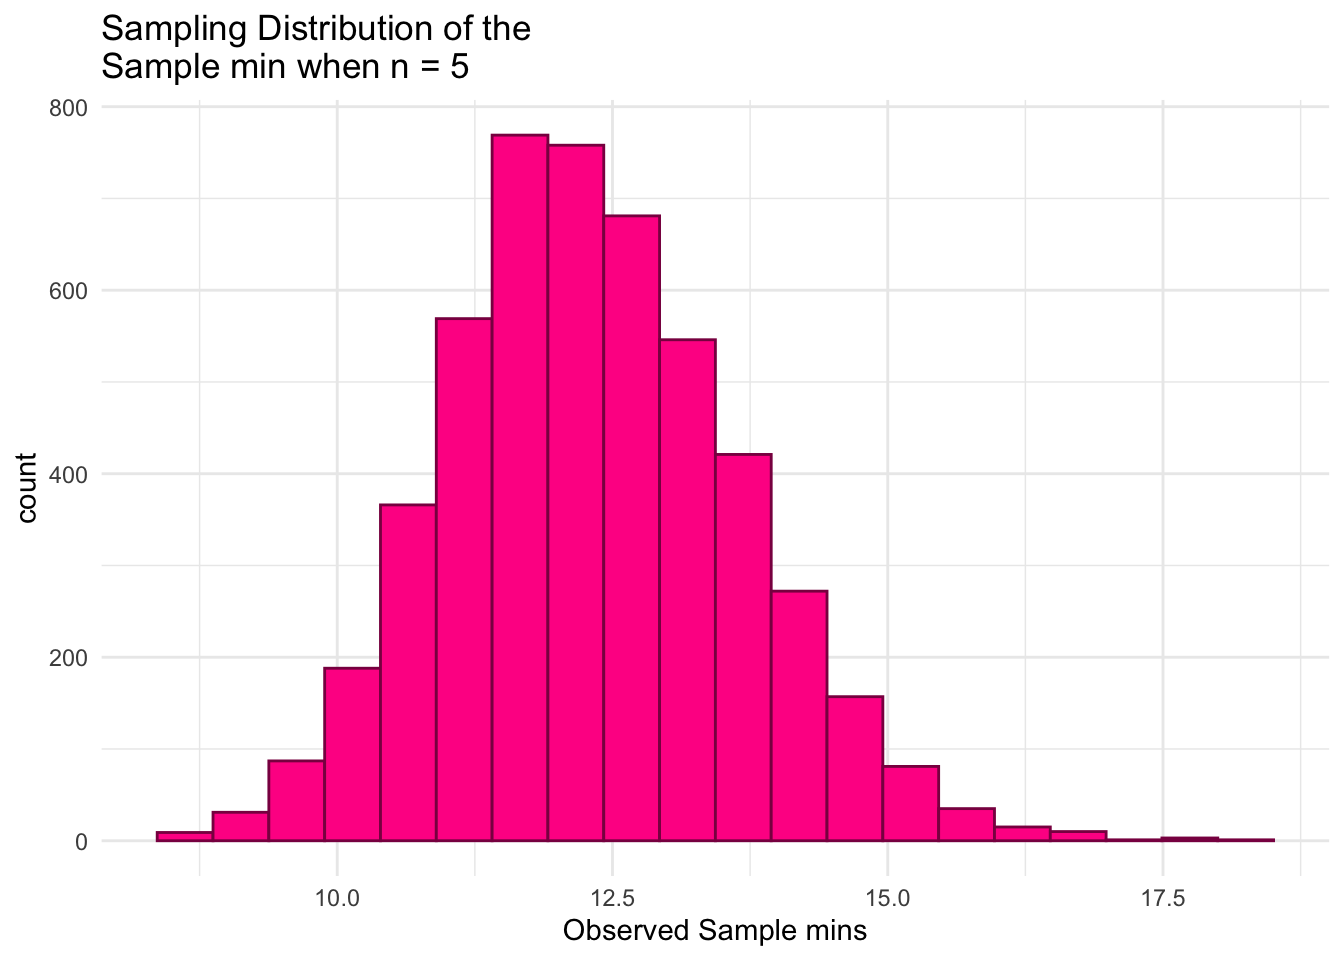 Sampling Distribution of the
Sample min when n = 5
800
600
400
200
0
count
10.0 12.5 15.0 17.5
Observed Sample mins